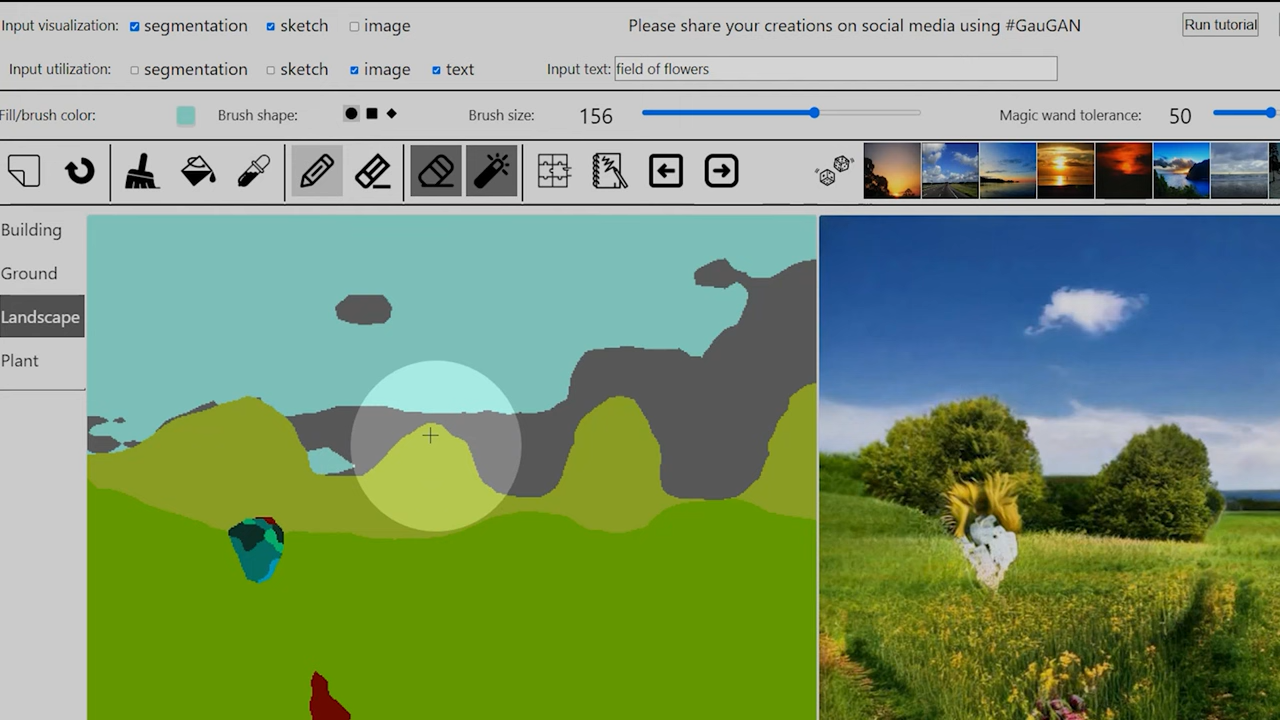 Input visualization: segmentation sketch image Please share your creations on social media using #GauGAN Run tutorial
Input utilization: segmentation sketch image text Input text: field of flowers
Fill/brush color: Brush shape: Brush size: 156 Magic wand tolerance: 50
Building
Ground
Landscape
Plant